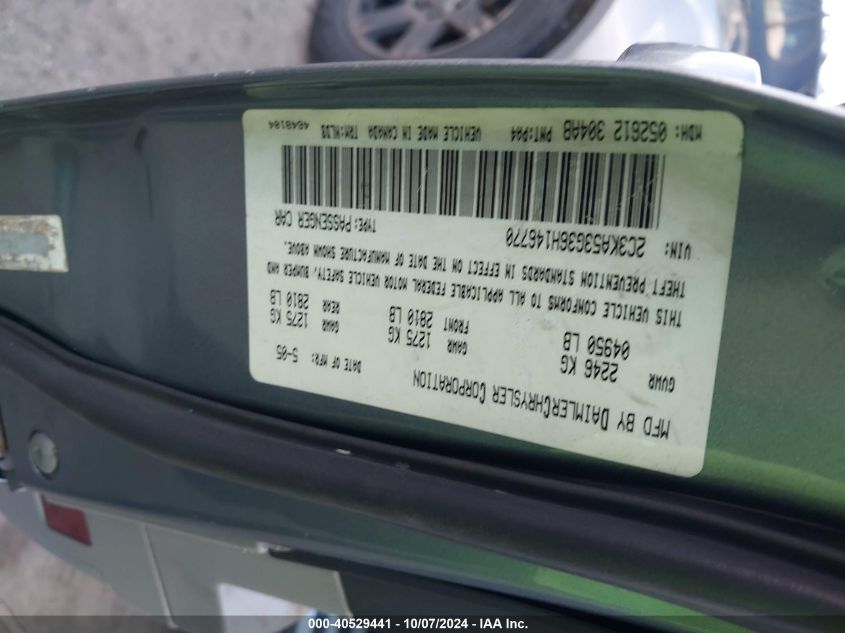 MFD BY DAIMLERCHRYSLER CORPORATION
DATE OF MFR: 5-05
GVWR 2246 KG 04950 LB
GAWR FRONT 1275 KG 2810 LB
GAWR REAR 1275 KG 2810 LB
THIS VEHICLE CONFORMS TO ALL APPLICABLE FEDERAL MOTOR VEHICLE SAFETY, BUMPER AND
THEFT PREVENTION STANDARDS IN EFFECT ON THE DATE OF MANUFACTURE SHOWN ABOVE.
VIN: 2C3KA53G36H146770 TYPE: PASSENGER CAR
MDH: 052612 304AB PNT:PA4 VEHICLE MADE IN CANADA TRM:WLD3 4648104
000-40529441 - 10/07/2024 - IAA Inc.